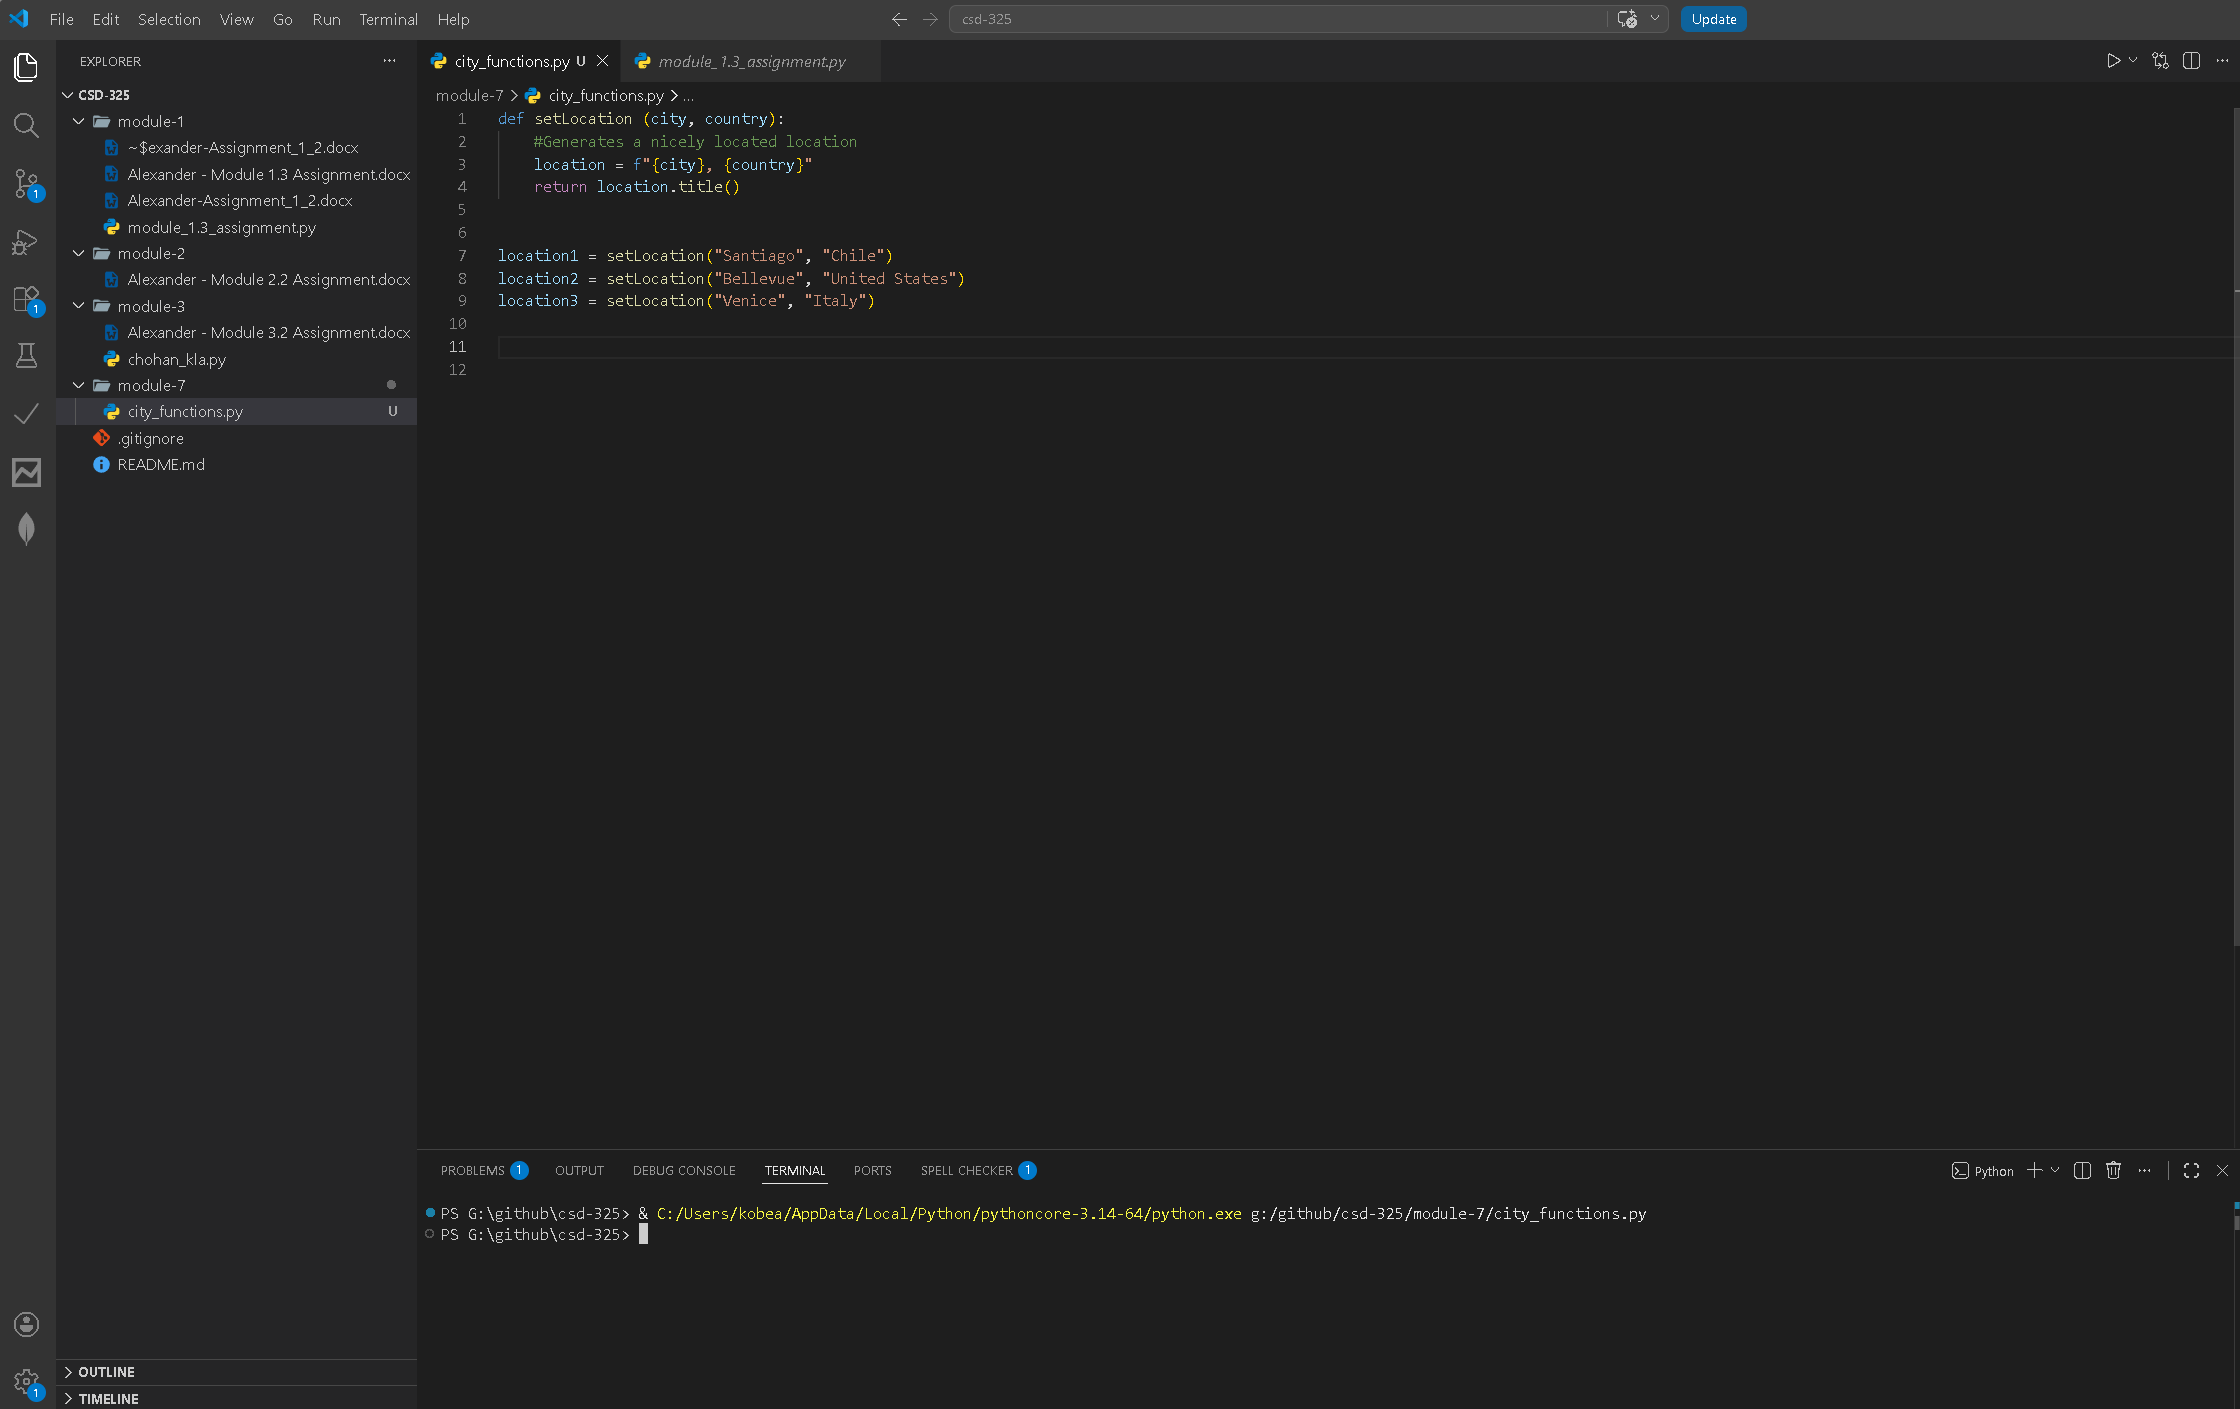 File Edit Selection View Go Run Terminal Help
csd-325
Update
EXPLORER
CSD-325
module-1
~$exander-Assignment_1_2.docx
Alexander - Module 1.3 Assignment.docx
Alexander-Assignment_1_2.docx
module_1.3_assignment.py
module-2
Alexander - Module 2.2 Assignment.docx
module-3
Alexander - Module 3.2 Assignment.docx
chohan_kla.py
module-7
city_functions.py U
.gitignore
README.md
OUTLINE
TIMELINE
1
1
1
city_functions.py U
module_1.3_assignment.py
module-7 > city_functions.py > ...
1 def setLocation (city, country):
2 #Generates a nicely located location
3 location = f"{city}, {country}"
4 return location.title()
5
6
7 location1 = setLocation("Santiago", "Chile")
8 location2 = setLocation("Bellevue", "United States")
9 location3 = setLocation("Venice", "Italy")
10
11
12
PROBLEMS 1 OUTPUT DEBUG CONSOLE TERMINAL PORTS SPELL CHECKER 1
Python
PS G:\github\csd-325> & C:/Users/kobea/AppData/Local/Python/pythoncore-3.14-64/python.exe g:/github/csd-325/module-7/city_functions.py
PS G:\github\csd-325>